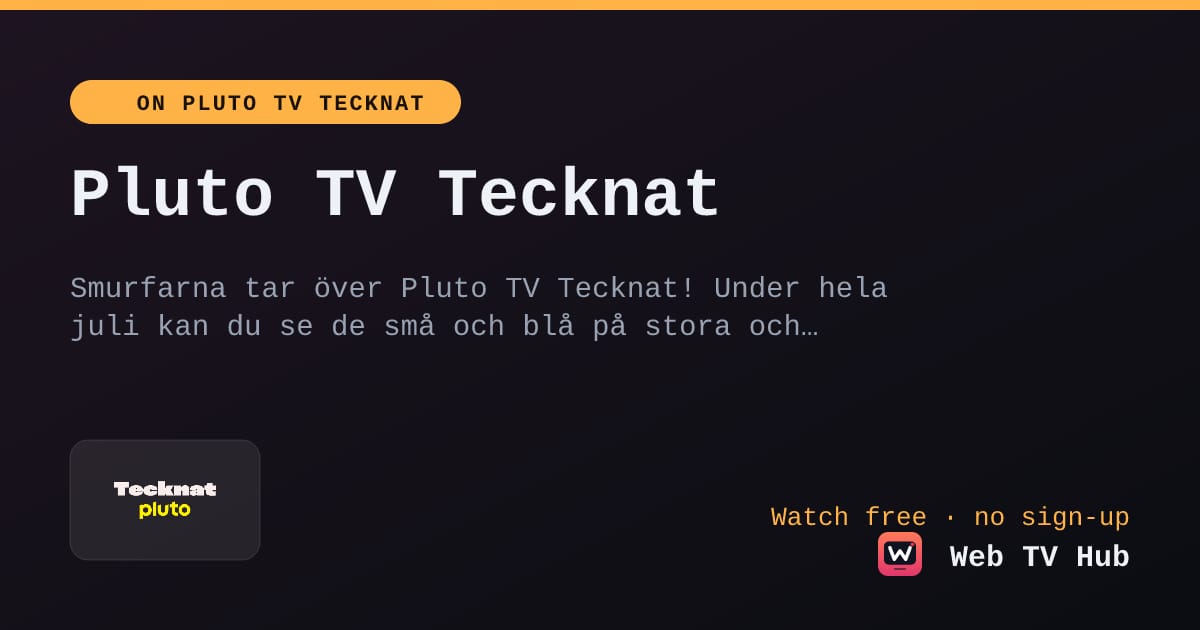 ON PLUTO TV TECKNAT
Pluto TV Tecknat
Smurfarna tar över Pluto TV Tecknat! Under hela
juli kan du se de små och blå på stora och…
Tecknat
pluto
Watch free · no sign-up
W
Web TV Hub